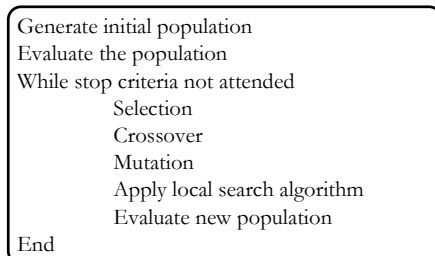 Generate initial population
Evaluate the population
While stop criteria not attended
Selection
Crossover
Mutation
Apply local search algorithm
Evaluate new population
End